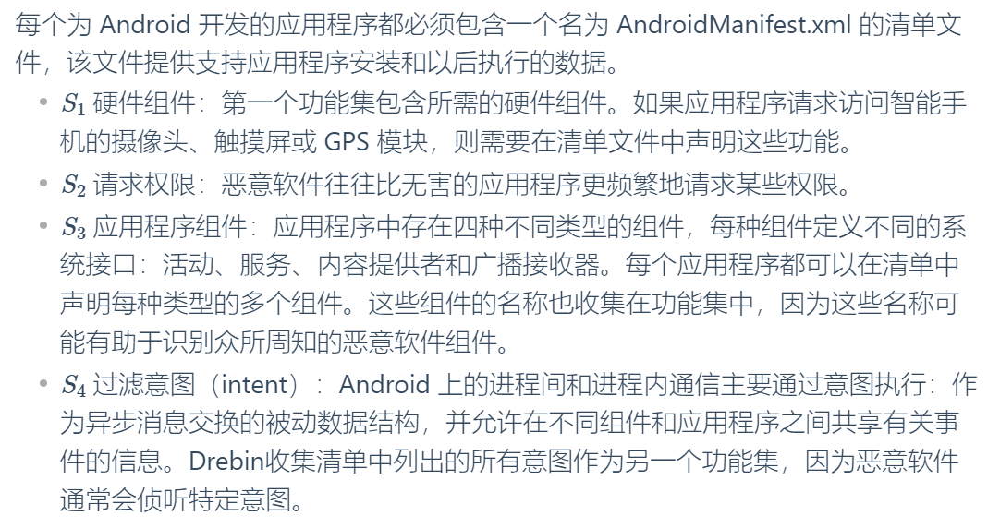 每个为 Android 开发的应用程序都必须包含一个名为 AndroidManifest.xml 的清单文
件，该文件提供支持应用程序安装和以后执行的数据。
• S₁ 硬件组件：第一个功能集包含所需的硬件组件。如果应用程序请求访问智能手
机的摄像头、触摸屏或 GPS 模块，则需要在清单文件中声明这些功能。
• S₂ 请求权限：恶意软件往往比无害的应用程序更频繁地请求某些权限。
• S₃ 应用程序组件：应用程序中存在四种不同类型的组件，每种组件定义不同的系
统接口：活动、服务、内容提供者和广播接收器。每个应用程序都可以在清单中
声明每种类型的多个组件。这些组件的名称也收集在功能集中，因为这些名称可
能有助于识别众所周知的恶意软件组件。
• S₄ 过滤意图（intent）：Android 上的进程间和进程内通信主要通过意图执行：作
为异步消息交换的被动数据结构，并允许在不同组件和应用程序之间共享有关事
件的信息。Drebin收集清单中列出的所有意图作为另一个功能集，因为恶意软件
通常会侦听特定意图。